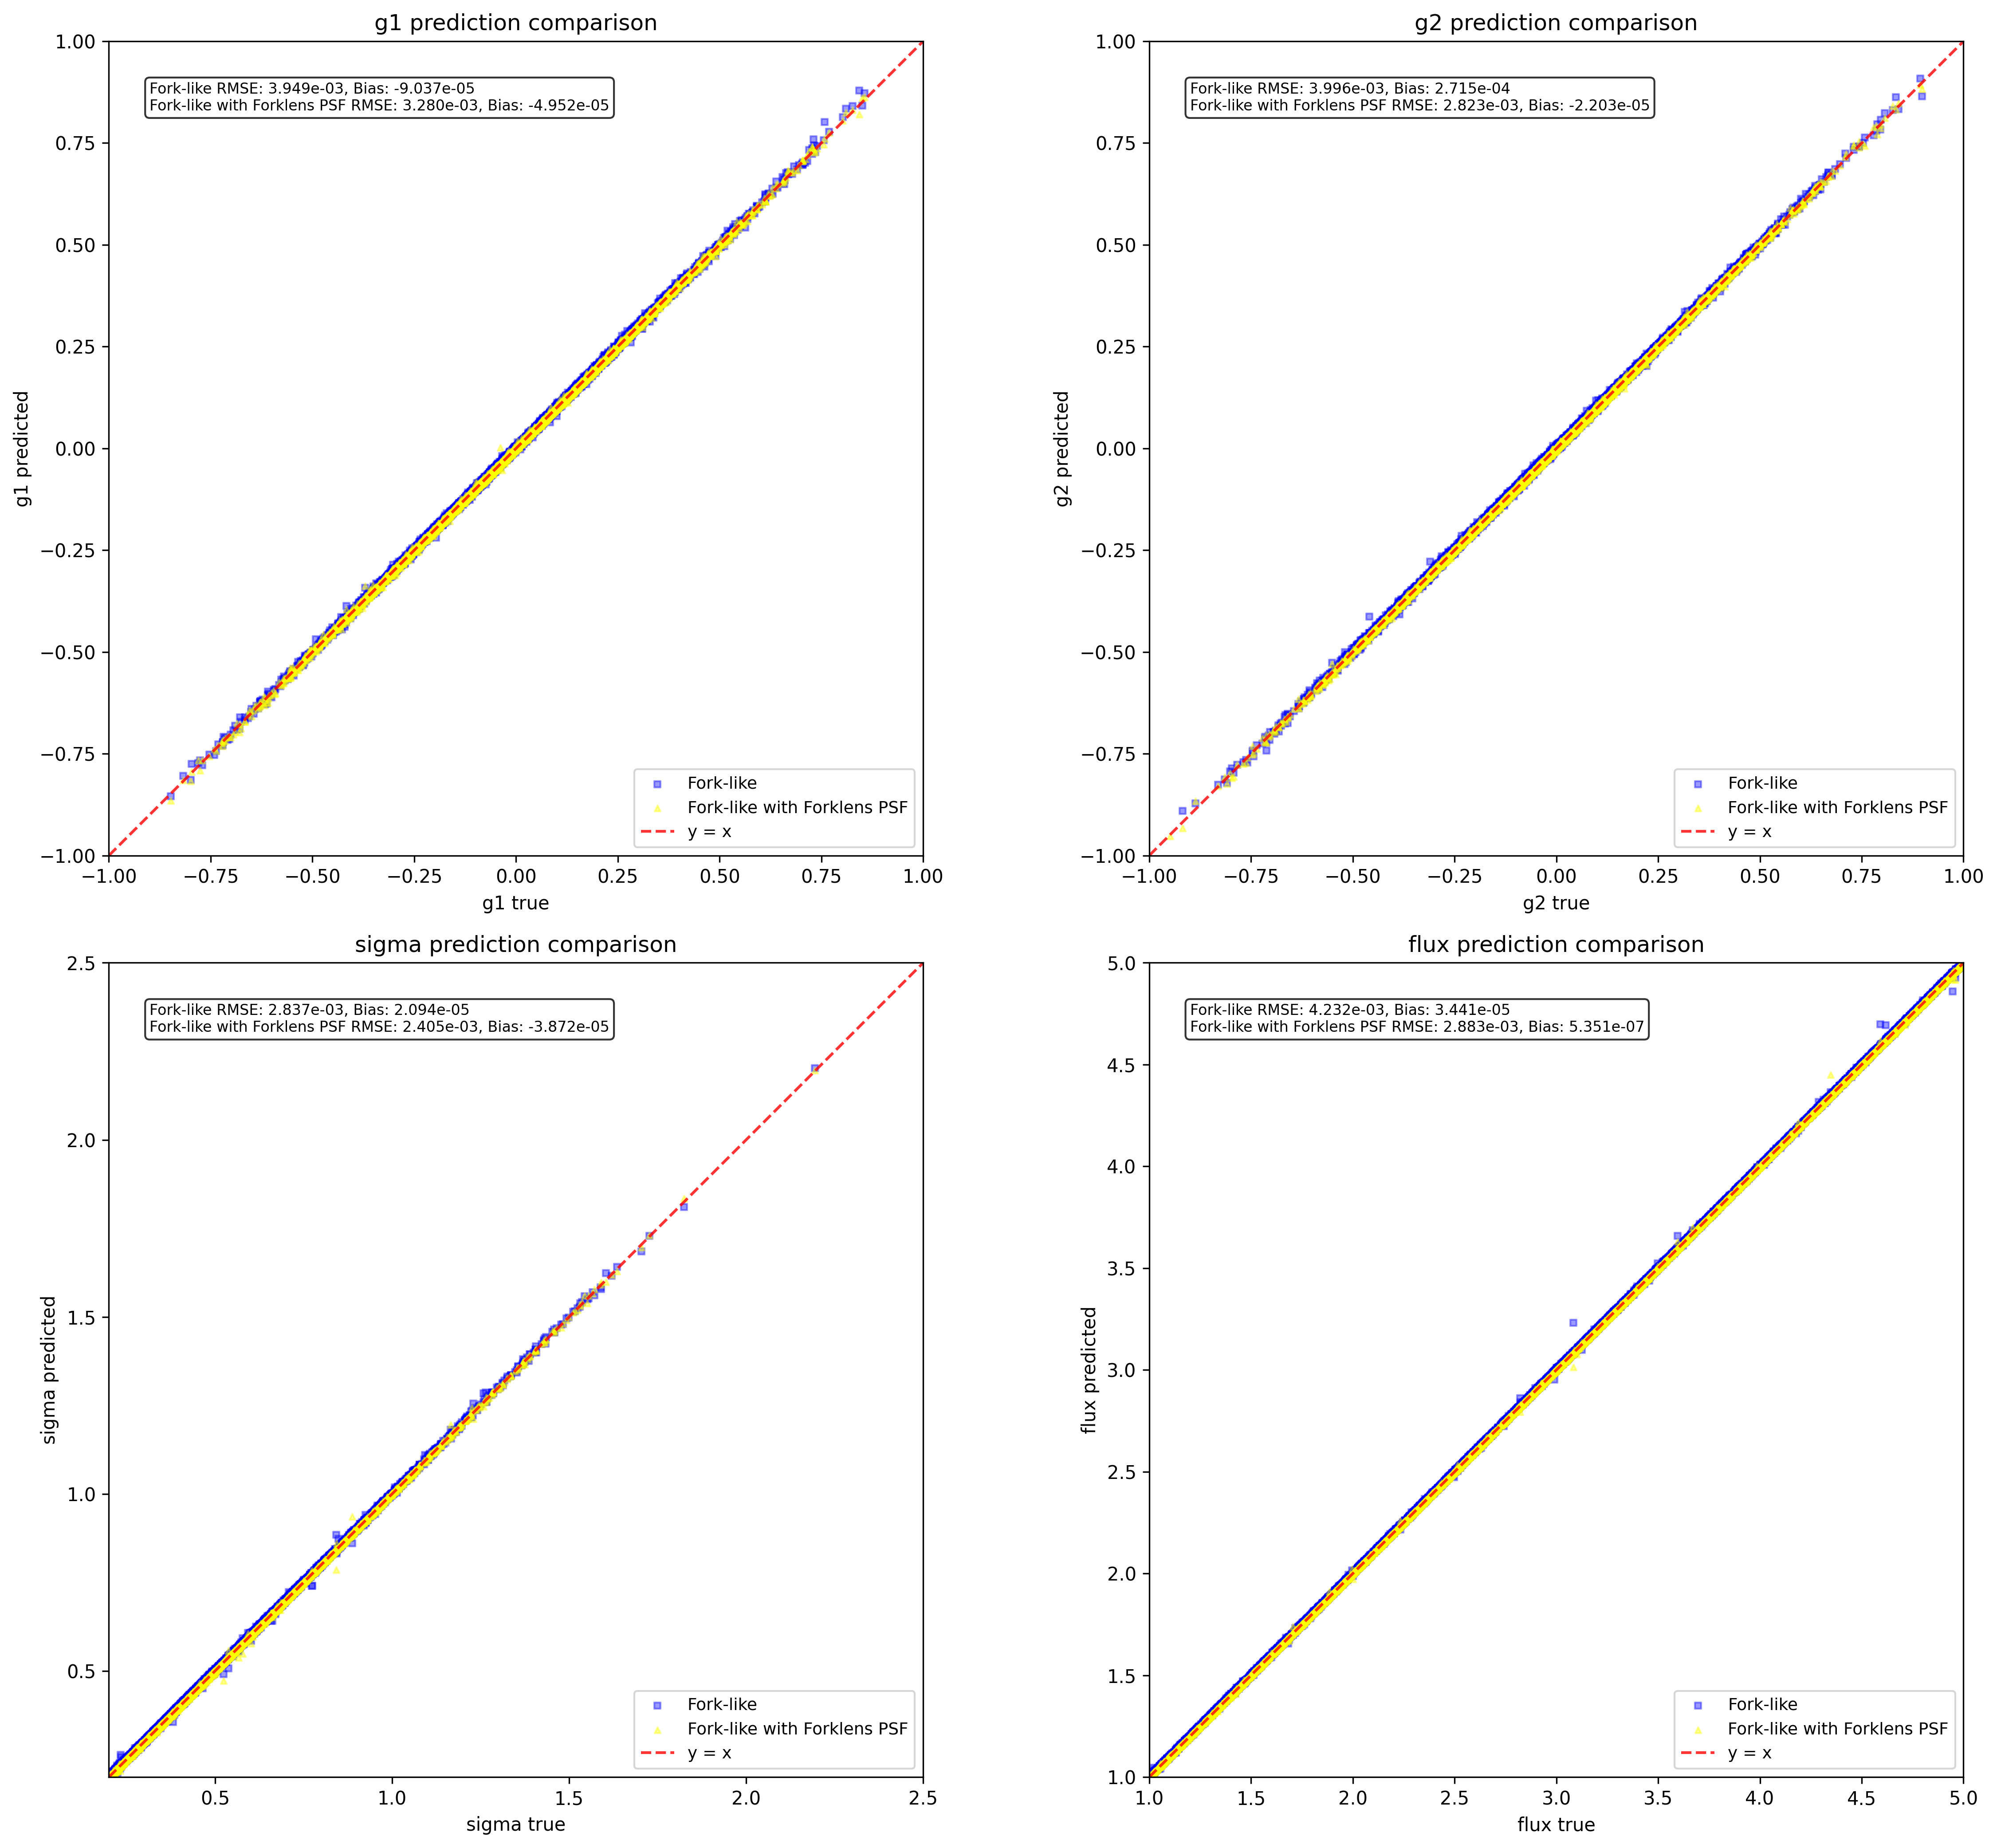 g1 prediction comparison
Fork-like RMSE: 3.949e-03, Bias: -9.037e-05
Fork-like with Forklens PSF RMSE: 3.280e-03, Bias: -4.952e-05
1.00
0.75
0.50
0.25
0.00
−0.25
−0.50
−0.75
−1.00
g1 predicted
Fork-like
Fork-like with Forklens PSF
y = x
−1.00 −0.75 −0.50 −0.25 0.00 0.25 0.50 0.75 1.00
g1 true
g2 prediction comparison
Fork-like RMSE: 3.996e-03, Bias: 2.715e-04
Fork-like with Forklens PSF RMSE: 2.823e-03, Bias: -2.203e-05
1.00
0.75
0.50
0.25
0.00
−0.25
−0.50
−0.75
−1.00
g2 predicted
Fork-like
Fork-like with Forklens PSF
y = x
−1.00 −0.75 −0.50 −0.25 0.00 0.25 0.50 0.75 1.00
g2 true
sigma prediction comparison
Fork-like RMSE: 2.837e-03, Bias: 2.094e-05
Fork-like with Forklens PSF RMSE: 2.405e-03, Bias: -3.872e-05
2.5
2.0
1.5
1.0
0.5
sigma predicted
Fork-like
Fork-like with Forklens PSF
y = x
0.5 1.0 1.5 2.0 2.5
sigma true
flux prediction comparison
Fork-like RMSE: 4.232e-03, Bias: 3.441e-05
Fork-like with Forklens PSF RMSE: 2.883e-03, Bias: 5.351e-07
5.0
4.5
4.0
3.5
3.0
2.5
2.0
1.5
1.0
flux predicted
Fork-like
Fork-like with Forklens PSF
y = x
1.0 1.5 2.0 2.5 3.0 3.5 4.0 4.5 5.0
flux true